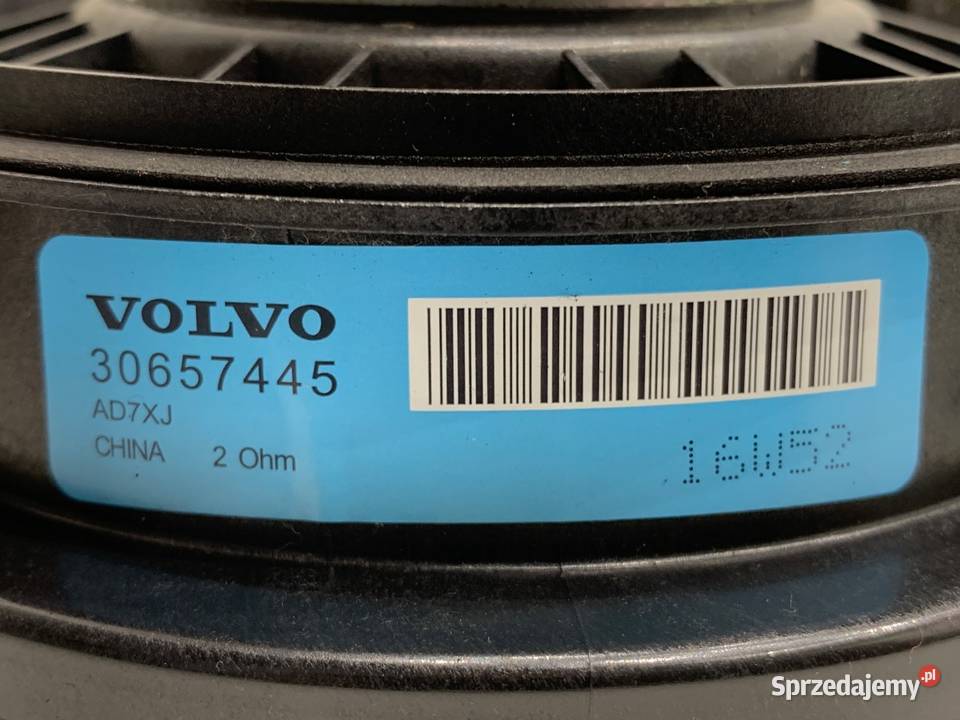 VOLVO
30657445
AD7XJ
CHINA 2 Ohm
16W52
Sprzedajemy.pl